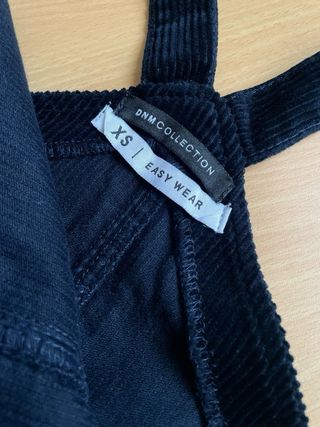 DNM COLLECTION
XS | EASY WEAR